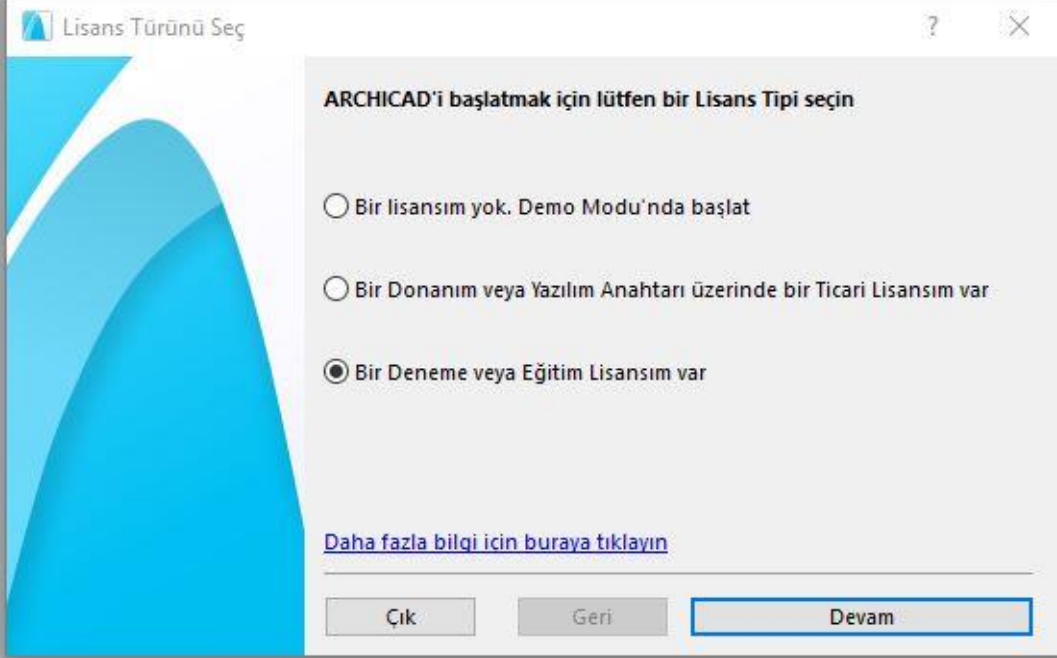 Lisans Türünü Seç
?
ARCHICAD'i başlatmak için lütfen bir Lisans Tipi seçin
Bir lisansım yok. Demo Modu'nda başlat
Bir Donanım veya Yazılım Anahtarı üzerinde bir Ticari Lisansım var
Bir Deneme veya Eğitim Lisansım var
Daha fazla bilgi için buraya tıklayın
Çık
Geri
Devam